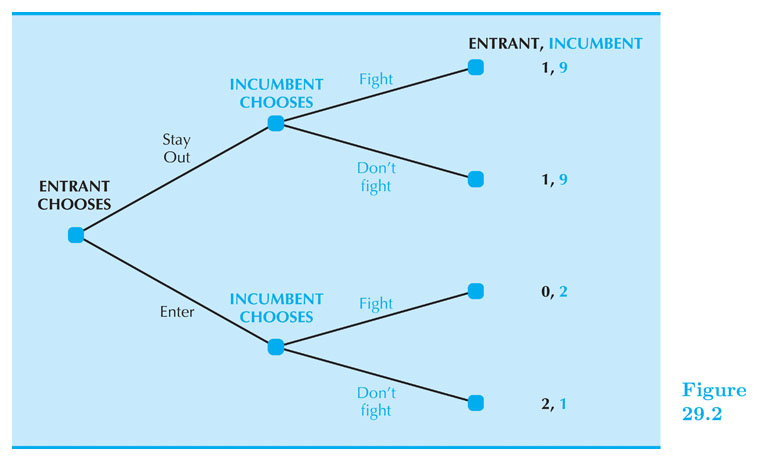 ENTRANT, INCUMBENT
Fight
1, 9
INCUMBENT
CHOOSES
Stay
Out
Don't
fight
1, 9
ENTRANT
CHOOSES
Enter
INCUMBENT
CHOOSES
Fight
0, 2
Don't
fight
2, 1
Figure
29.2